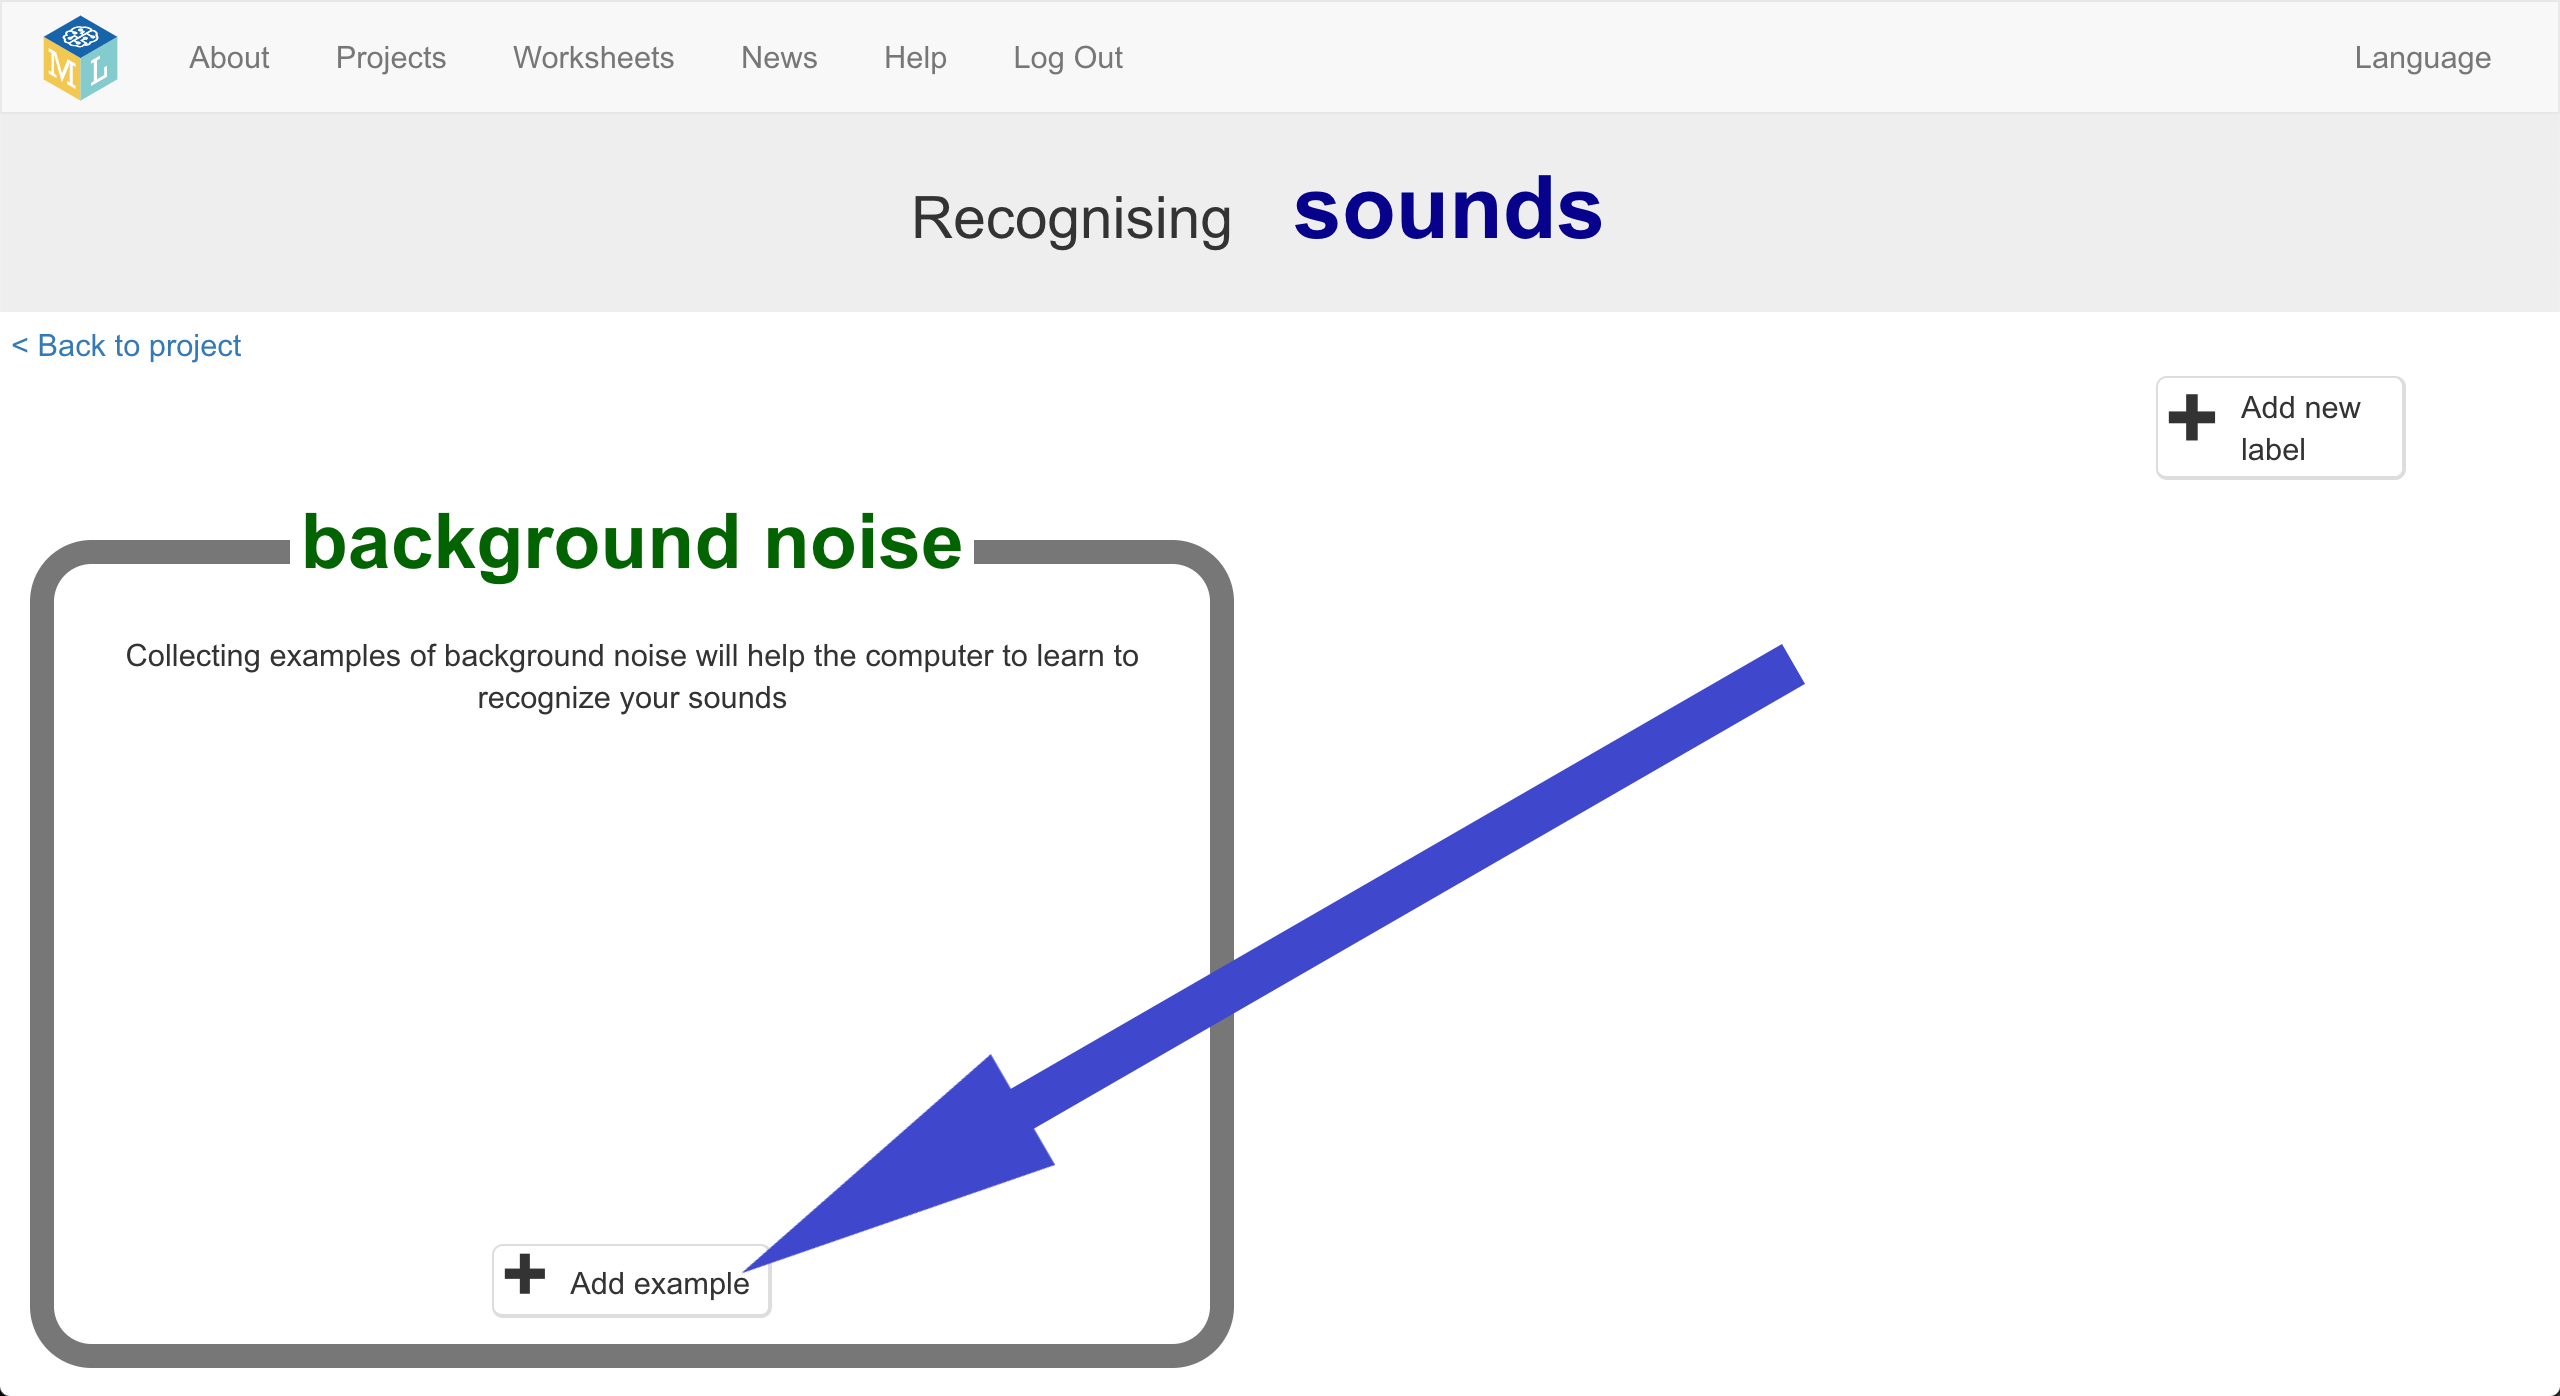 M L
About Projects Worksheets News Help Log Out Language
Recognising sounds
< Back to project
Add new
label
background noise
Collecting examples of background noise will help the computer to learn to
recognize your sounds
Add example